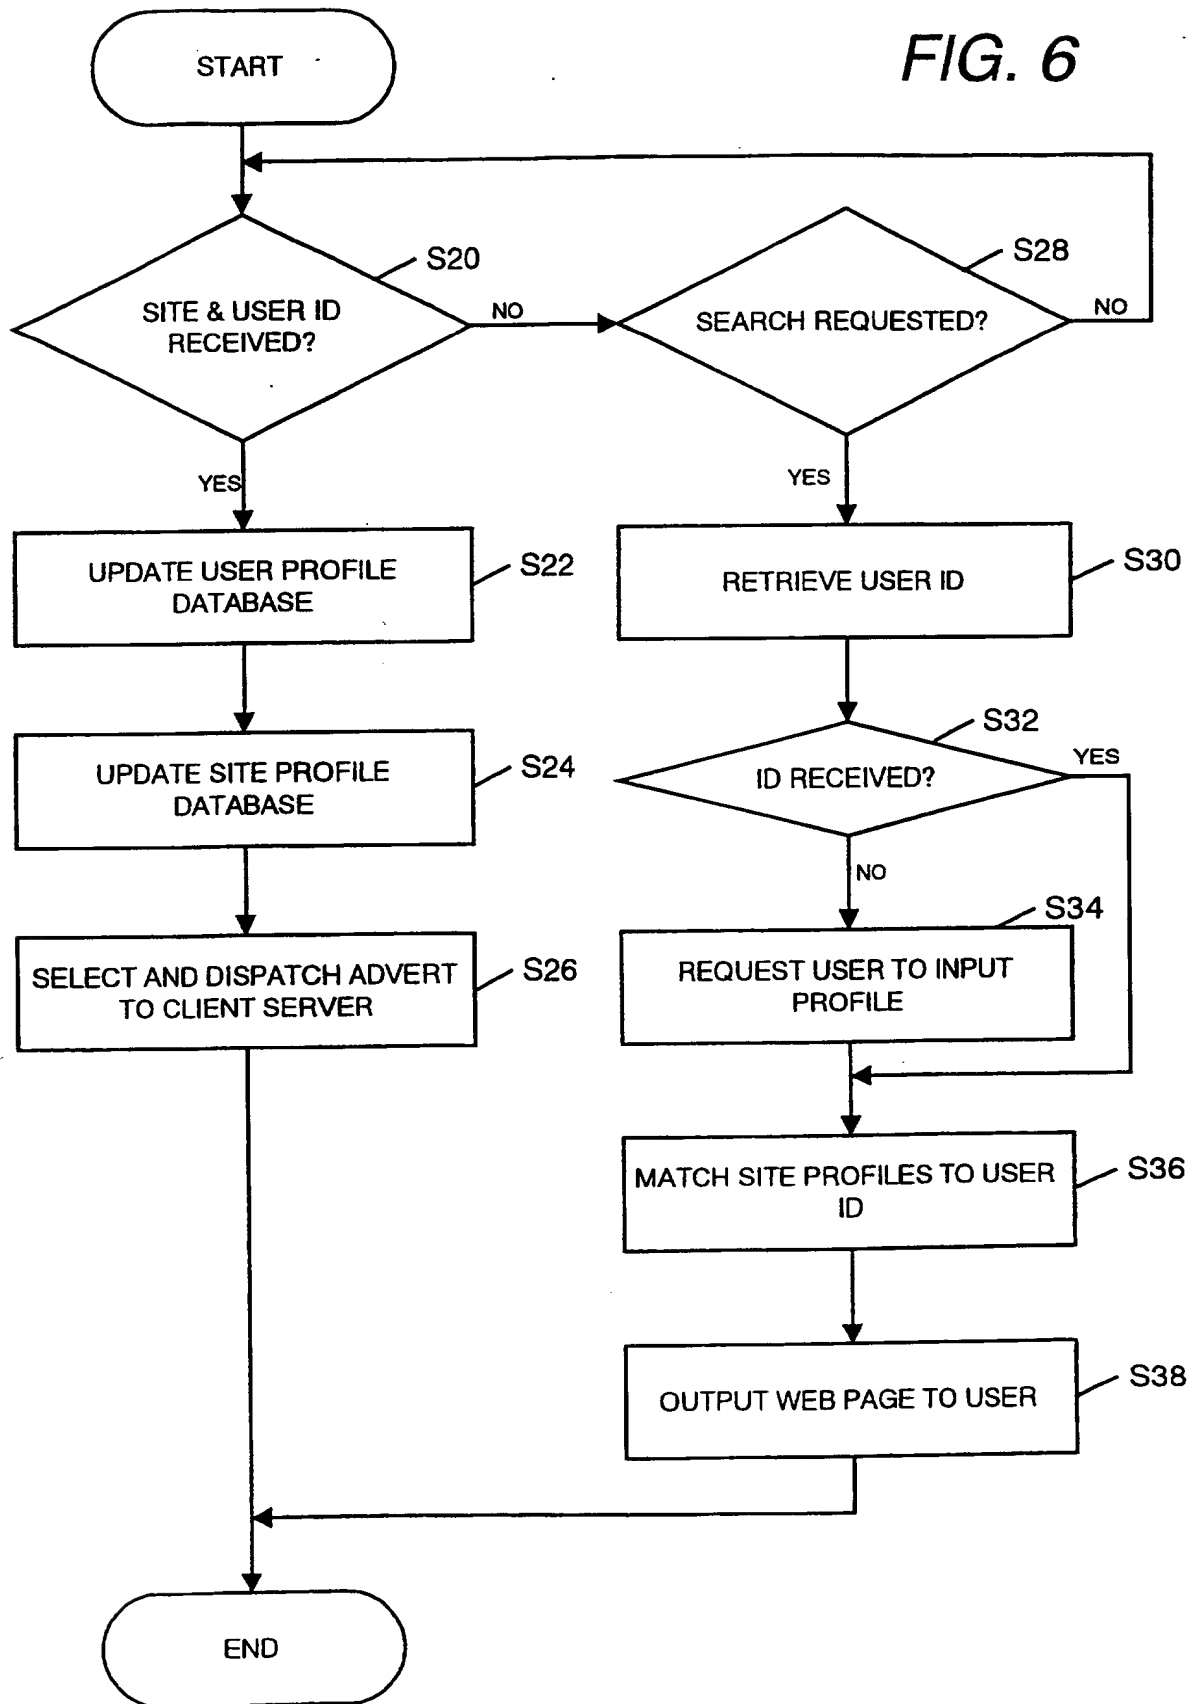 FIG. 6
START
S20
SITE & USER ID
RECEIVED?
NO
S28
SEARCH REQUESTED?
NO
YES
YES
UPDATE USER PROFILE
DATABASE
S22
RETRIEVE USER ID
S30
UPDATE SITE PROFILE
DATABASE
S24
S32
ID RECEIVED?
YES
NO
SELECT AND DISPATCH ADVERT
TO CLIENT SERVER
S26
S34
REQUEST USER TO INPUT
PROFILE
MATCH SITE PROFILES TO USER
ID
S36
OUTPUT WEB PAGE TO USER
S38
END